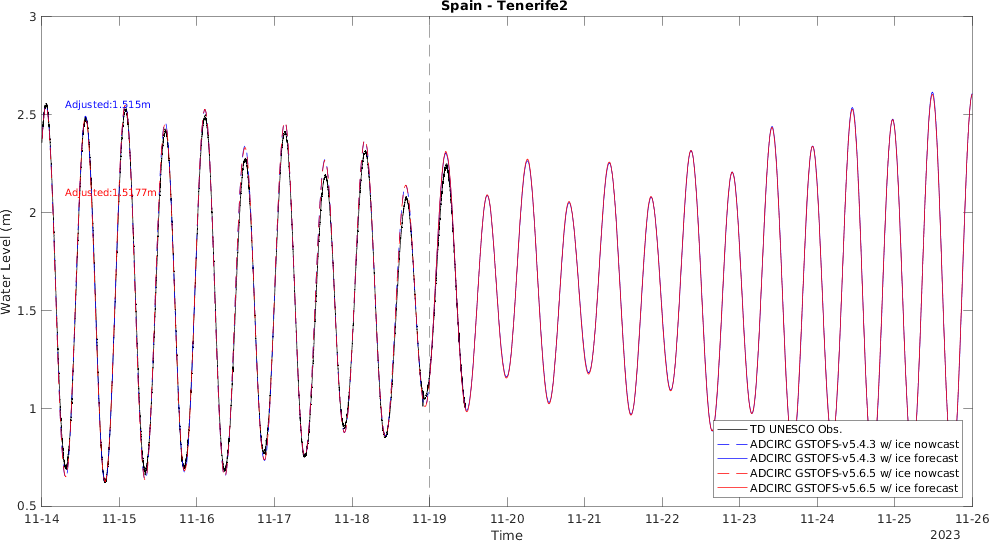 Spain - Tenerife2
Water Level (m)
3
2.5
2
1.5
1
0.5
Adjusted:1.515m
Adjusted:1.5177m
TD UNESCO Obs.
ADCIRC GSTOFS-v5.4.3 w/ ice nowcast
ADCIRC GSTOFS-v5.4.3 w/ ice forecast
ADCIRC GSTOFS-v5.6.5 w/ ice nowcast
ADCIRC GSTOFS-v5.6.5 w/ ice forecast
11-14 11-15 11-16 11-17 11-18 11-19 11-20 11-21 11-22 11-23 11-24 11-25 11-26
Time
2023